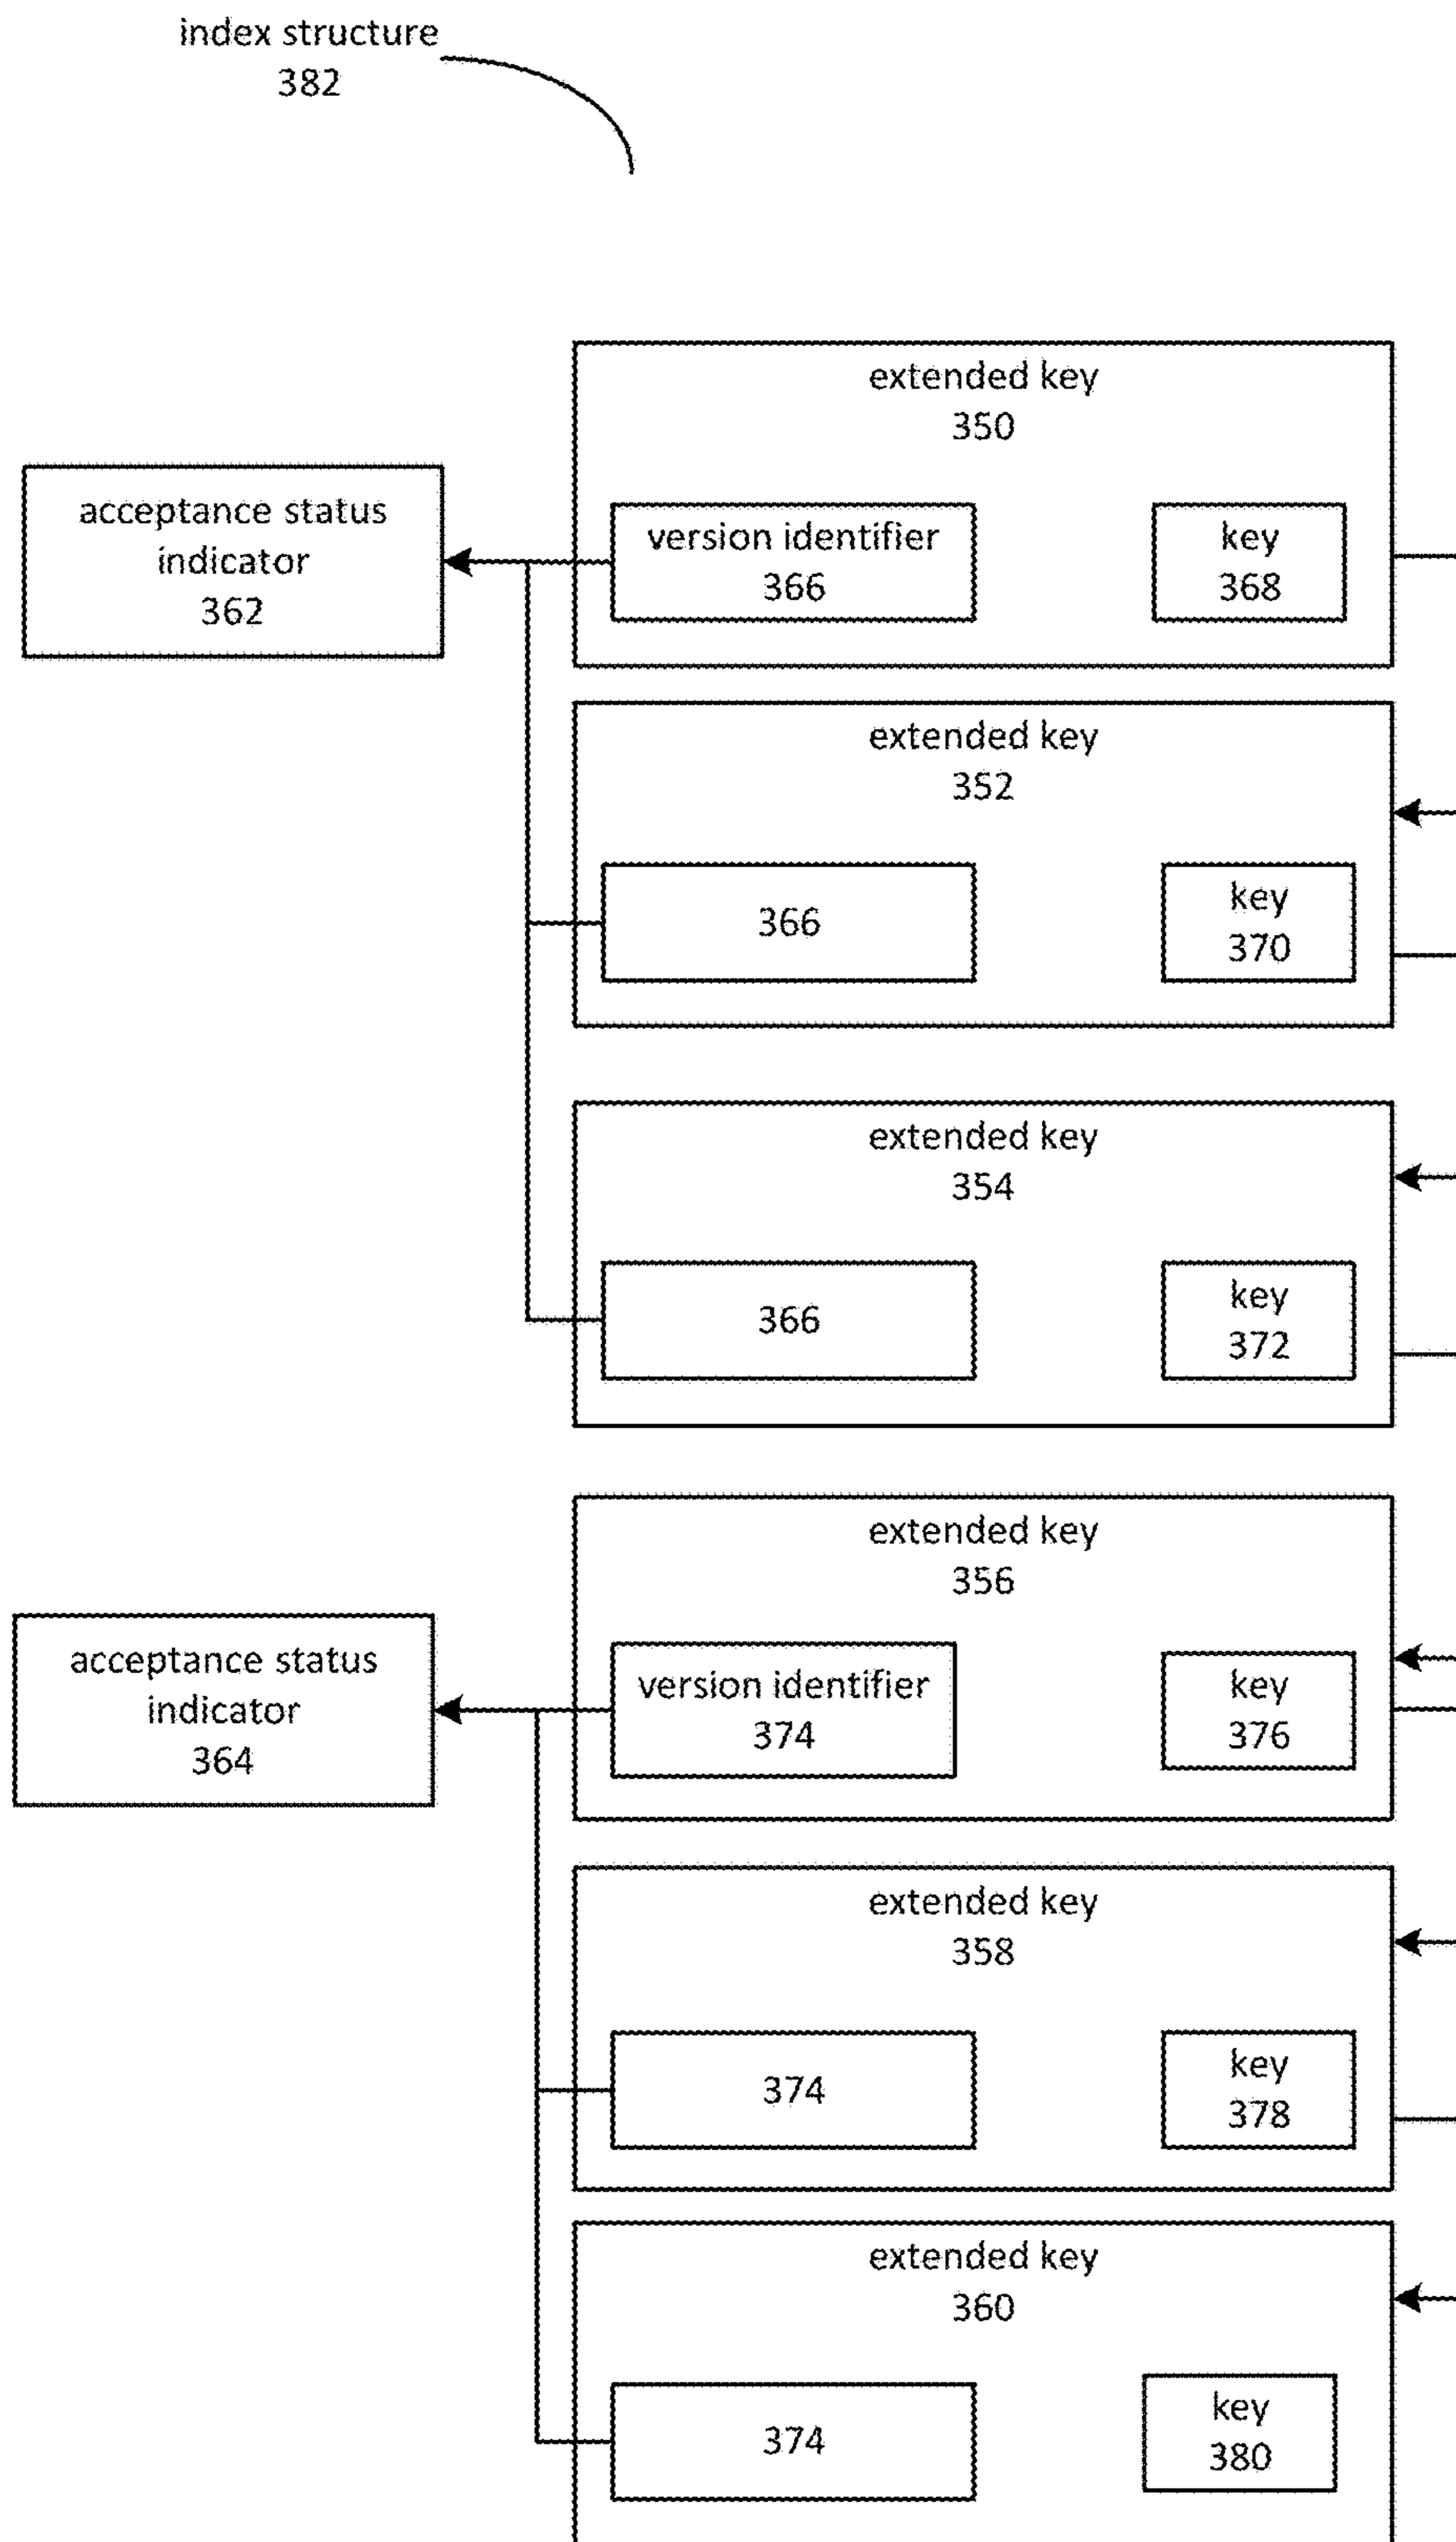 index structure
382
extended key
350
acceptance status
indicator
362
version identifier
366
key
368
extended key
352
366
key
370
extended key
354
366
key
372
extended key
356
acceptance status
indicator
364
version identifier
374
key
376
extended key
358
374
key
378
extended key
360
374
key
380